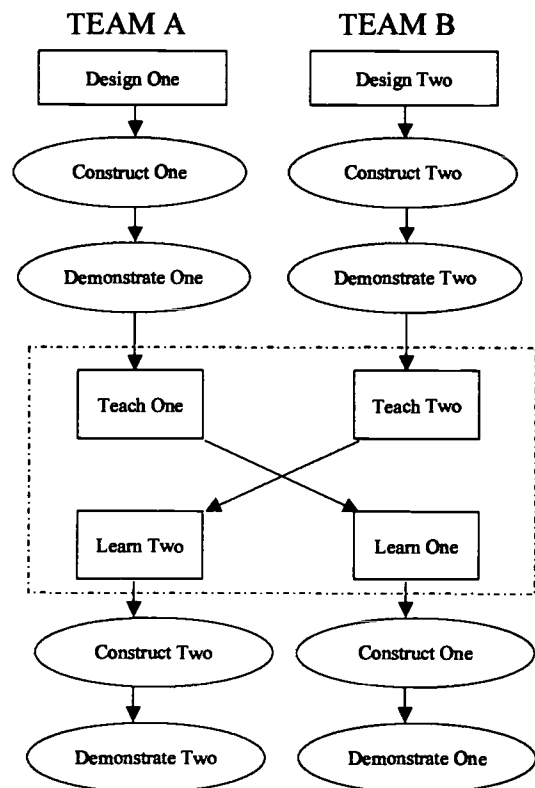 TEAM A
TEAM B
Design One
Design Two
Construct One
Construct Two
Demonstrate One
Demonstrate Two
Teach One
Teach Two
Learn Two
Learn One
Construct Two
Construct One
Demonstrate Two
Demonstrate One